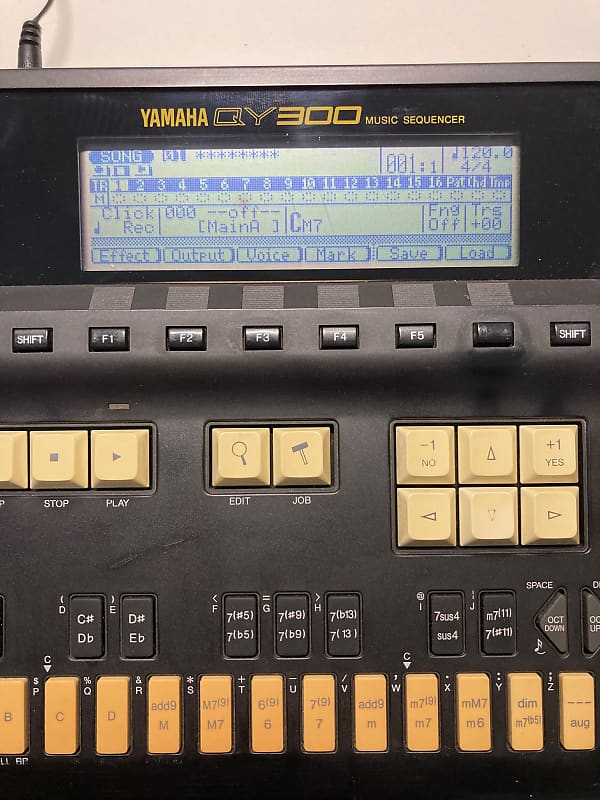 YAMAHA QY300 MUSIC SEQUENCER
SONG 01 ******** 001:1 ♩120.0
4/4
TR 1 2 3 4 5 6 7 8 9 10 11 12 13 14 15 16 Pat Chd Tmp
M
Click 000 --off-- CM7 Fng Trs
♩ Rec [MainA ] Off +00
Effect Output Voice Mark Save Load
SHIFT F1 F2 F3 F4 F5 SHIFT
-1 NO +1 YES
P STOP PLAY EDIT JOB
SPACE
( D C# Db ) E D# Eb < F 7(#5) 7(b5) = G 7(#9) 7(b9) > H 7(b13) 7(13) @ I 7sus4 sus4 J m7(11) 7(#11) OCT DOWN OC UP
C C
B $ P C % Q D & R add9 M * S M7(9) M7 + T 6(9) 6 - U 7(9) 7 / V add9 m , W m7(9) m7 . X mM7 m6 : Y dim m7(b5) ; Z --- aug